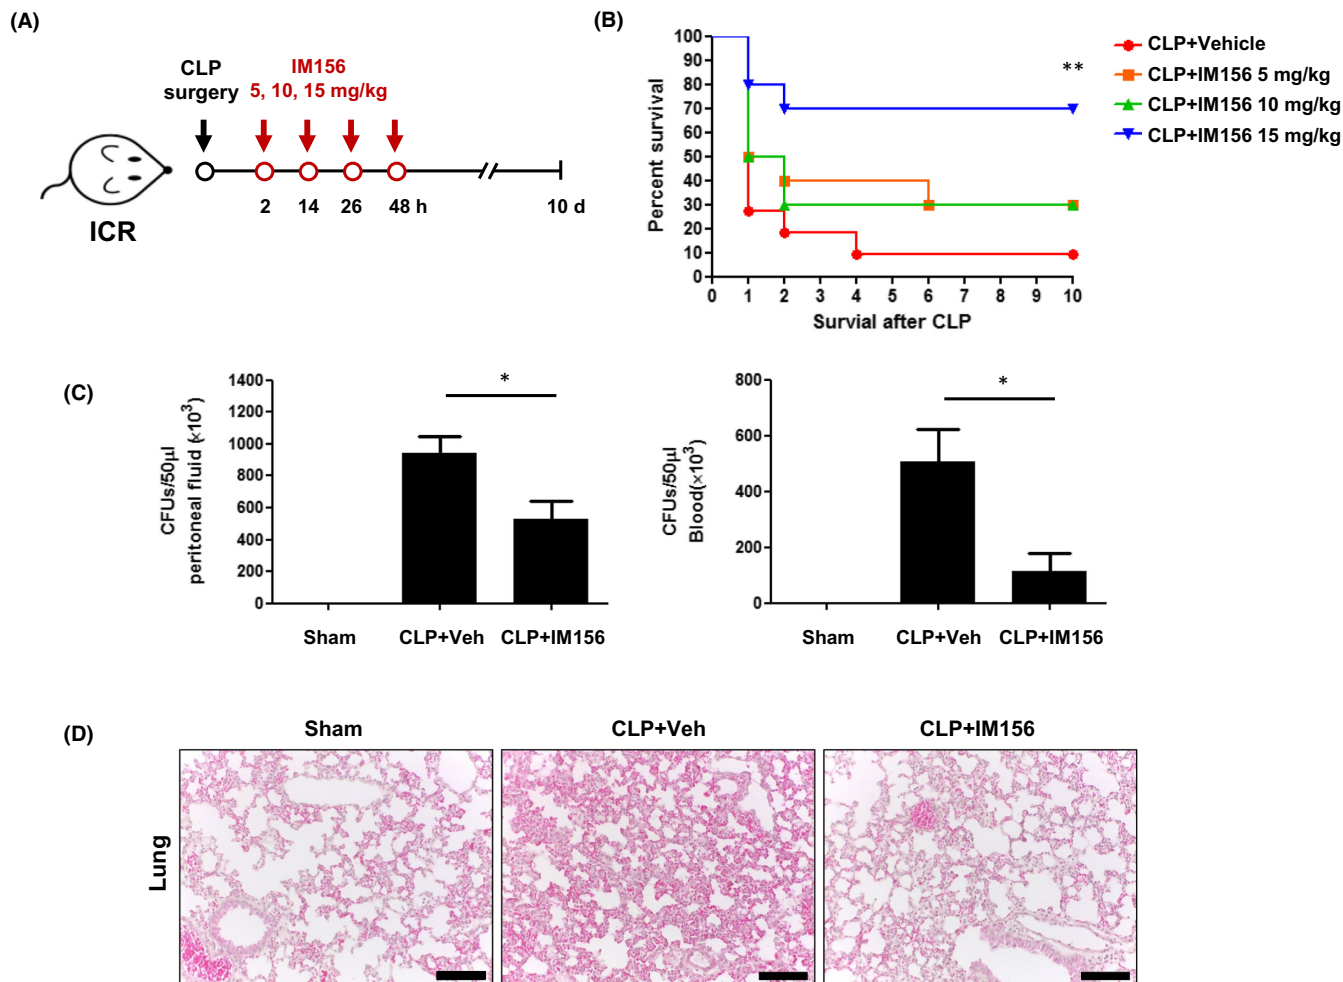 (A)
CLP
surgery
IM156
5, 10, 15 mg/kg
ICR
2
14
26
48 h
10 d
(B)
Percent survival
100
90
80
70
60
50
40
30
20
10
0
0
1
2
3
4
5
6
7
8
9
10
Survial after CLP
**
CLP+Vehicle
CLP+IM156 5 mg/kg
CLP+IM156 10 mg/kg
CLP+IM156 15 mg/kg
(C)
CFUs/50µl
peritoneal fluid (×10³)
1400
1200
1000
800
600
400
200
0
*
Sham
CLP+Veh
CLP+IM156
CFUs/50µl
Blood(×10³)
800
600
400
200
0
*
Sham
CLP+Veh
CLP+IM156
(D)
Sham
CLP+Veh
CLP+IM156
Lung